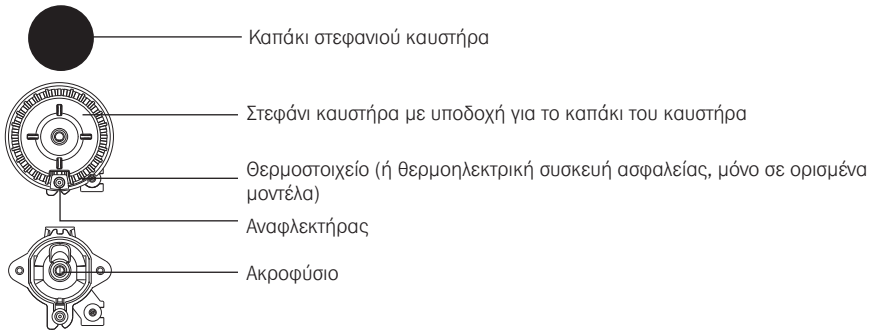 Καπάκι στεφανιού καυστήρα
Στεφάνι καυστήρα με υποδοχή για το καπάκι του καυστήρα
Θερμοστοιχείο (ή θερμοηλεκτρική συσκευή ασφαλείας, μόνο σε ορισμένα
μοντέλα)
Αναφλεκτήρας
Ακροφύσιο